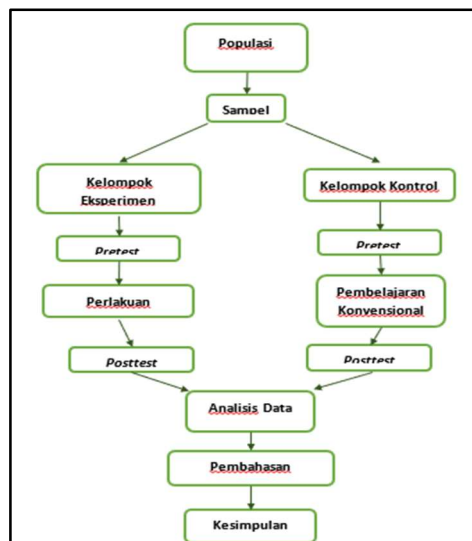 Populasi
Sampel
Kelompok
Eksperimen
Kelompok Kontrol
Pretest
Pretest
Perlakuan
Pembelajaran
Konvensional
Posttest
Posttest
Analisis Data
Pembahasan
Kesimpulan